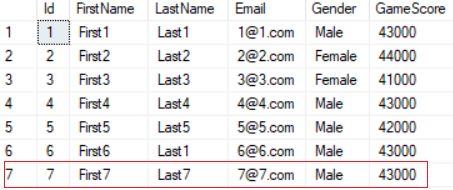 Id FirstName LastName Email Gender GameScore
1 1 First1 Last1 1@1.com Male 43000
2 2 First2 Last2 2@2.com Female 44000
3 3 First3 Last3 3@3.com Female 41000
4 4 First4 Last4 4@4.com Male 43000
5 5 First5 Last5 5@5.com Male 42000
6 6 First6 Last1 6@6.com Male 43000
7 7 First7 Last7 7@7.com Male 43000